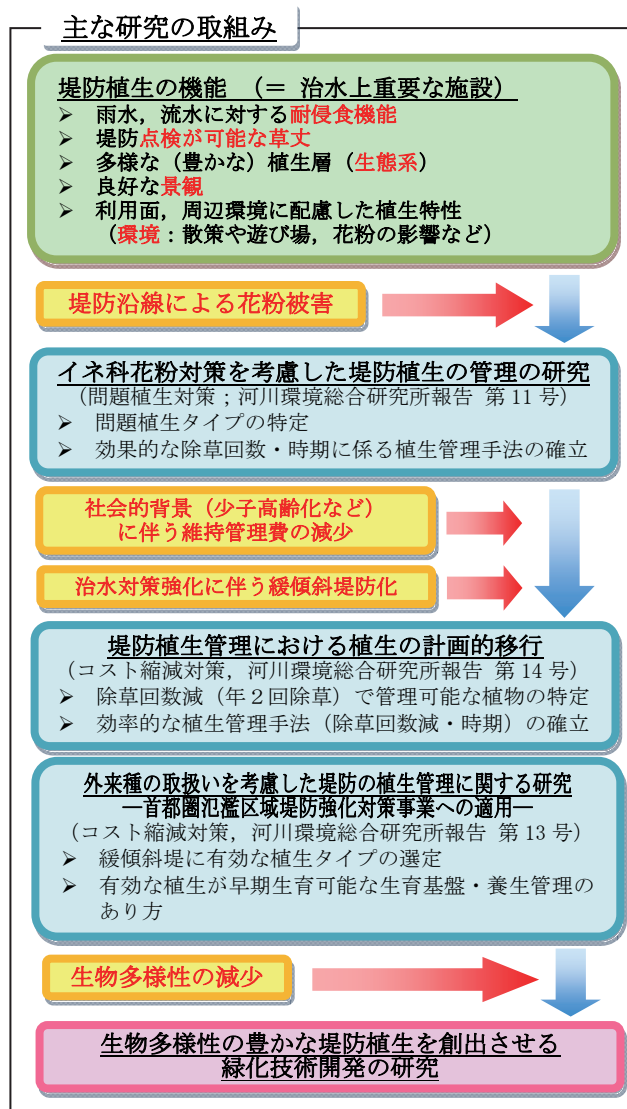 主な研究の取組み
堤防植生の機能　（＝ 治水上重要な施設）
➢ 雨水，流水に対する耐侵食機能
➢ 堤防点検が可能な草丈
➢ 多様な（豊かな）植生層（生態系）
➢ 良好な景観
➢ 利用面，周辺環境に配慮した植生特性
（環境：散策や遊び場，花粉の影響など）
堤防沿線による花粉被害
イネ科花粉対策を考慮した堤防植生の管理の研究
（問題植生対策；河川環境総合研究所報告 第11号）
➢ 問題植生タイプの特定
➢ 効果的な除草回数・時期に係る植生管理手法の確立
社会的背景（少子高齢化など）
に伴う維持管理費の減少
治水対策強化に伴う緩傾斜堤防化
堤防植生管理における植生の計画的移行
（コスト縮減対策，河川環境総合研究所報告 第14号）
➢ 除草回数減（年２回除草）で管理可能な植物の特定
➢ 効率的な植生管理手法（除草回数減・時期）の確立
外来種の取扱いを考慮した堤防の植生管理に関する研究
―首都圏氾濫区域堤防強化対策事業への適用―
（コスト縮減対策，河川環境総合研究所報告 第13号）
➢ 緩傾斜堤に有効な植生タイプの選定
➢ 有効な植生が早期生育可能な生育基盤・養生管理の
あり方
生物多様性の減少
生物多様性の豊かな堤防植生を創出させる
緑化技術開発の研究